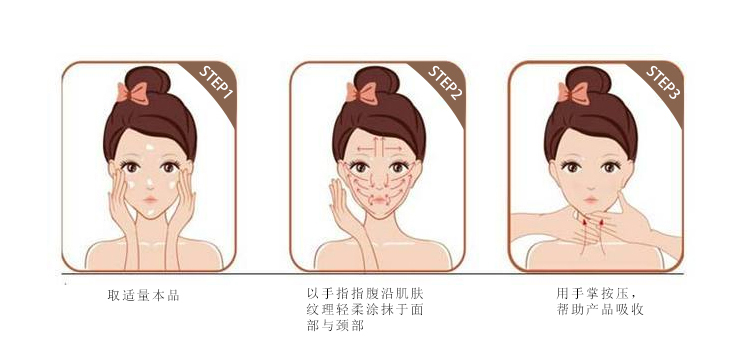 STEP1
STEP2
STEP3
取适量本品
以手指指腹沿肌肤
纹理轻柔涂抹于面
部与颈部
用手掌按压，
帮助产品吸收